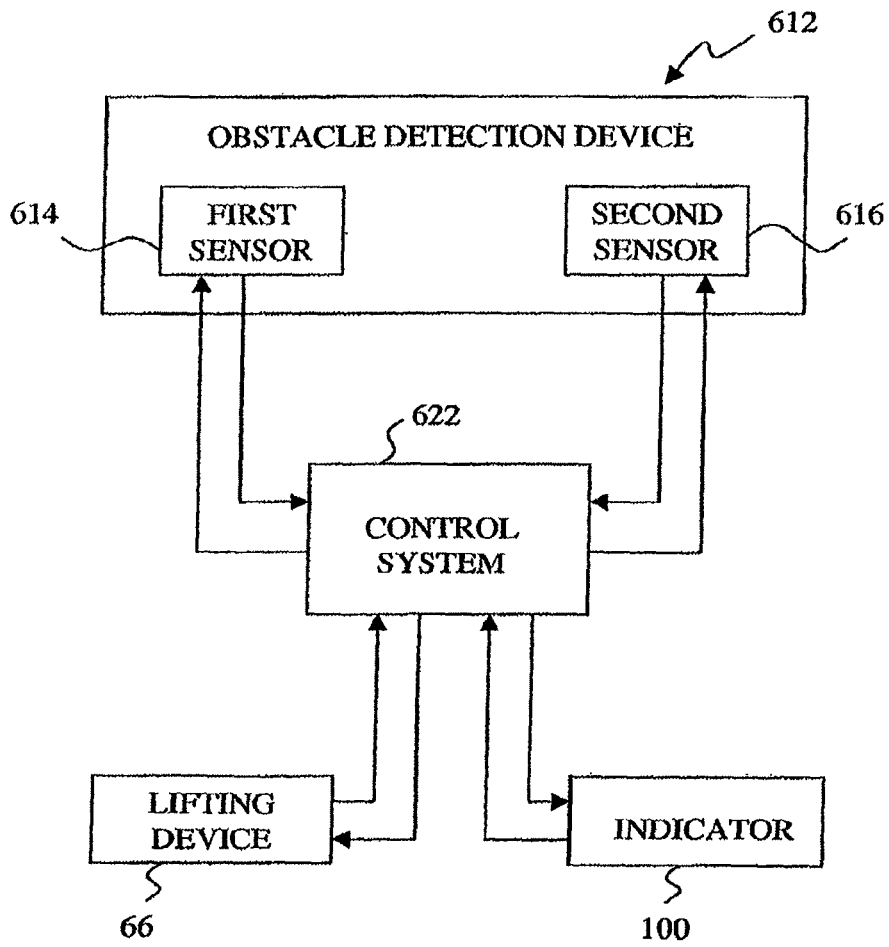 612
OBSTACLE DETECTION DEVICE
614
FIRST
SENSOR
SECOND
SENSOR
616
622
CONTROL
SYSTEM
LIFTING
DEVICE
INDICATOR
66
100